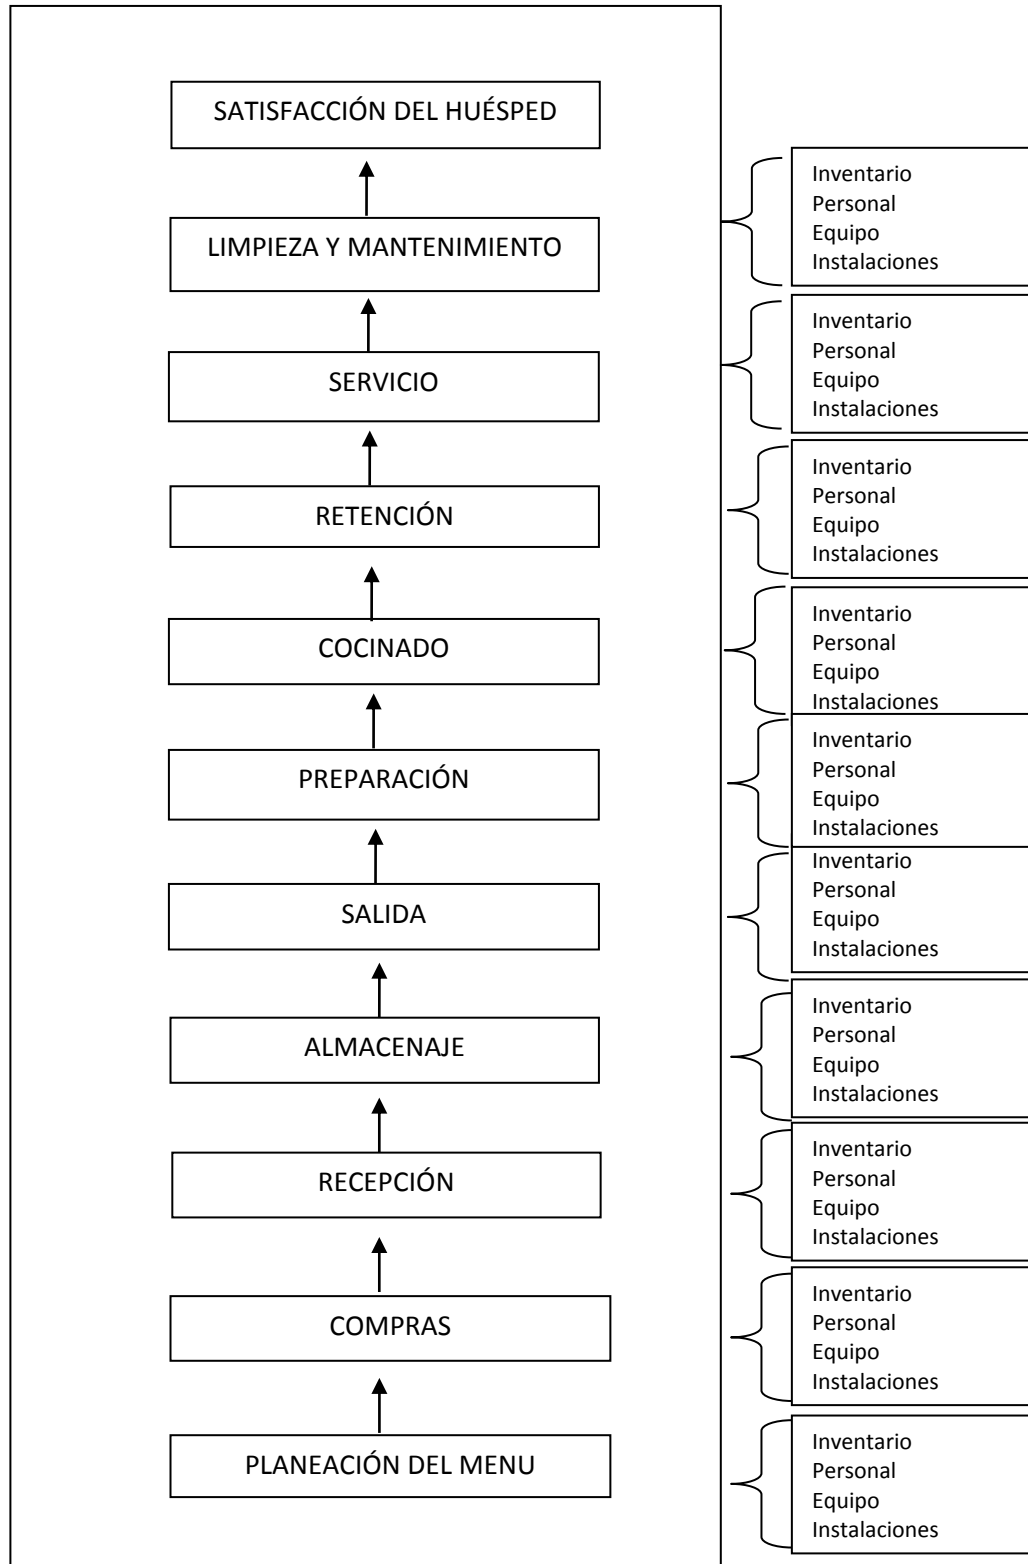 SATISFACCIÓN DEL HUÉSPED
LIMPIEZA Y MANTENIMIENTO
Inventario
Personal
Equipo
Instalaciones
SERVICIO
Inventario
Personal
Equipo
Instalaciones
RETENCIÓN
Inventario
Personal
Equipo
Instalaciones
COCINADO
Inventario
Personal
Equipo
Instalaciones
PREPARACIÓN
Inventario
Personal
Equipo
Instalaciones
SALIDA
Inventario
Personal
Equipo
Instalaciones
ALMACENAJE
Inventario
Personal
Equipo
Instalaciones
RECEPCIÓN
Inventario
Personal
Equipo
Instalaciones
COMPRAS
Inventario
Personal
Equipo
Instalaciones
PLANEACIÓN DEL MENU
Inventario
Personal
Equipo
Instalaciones